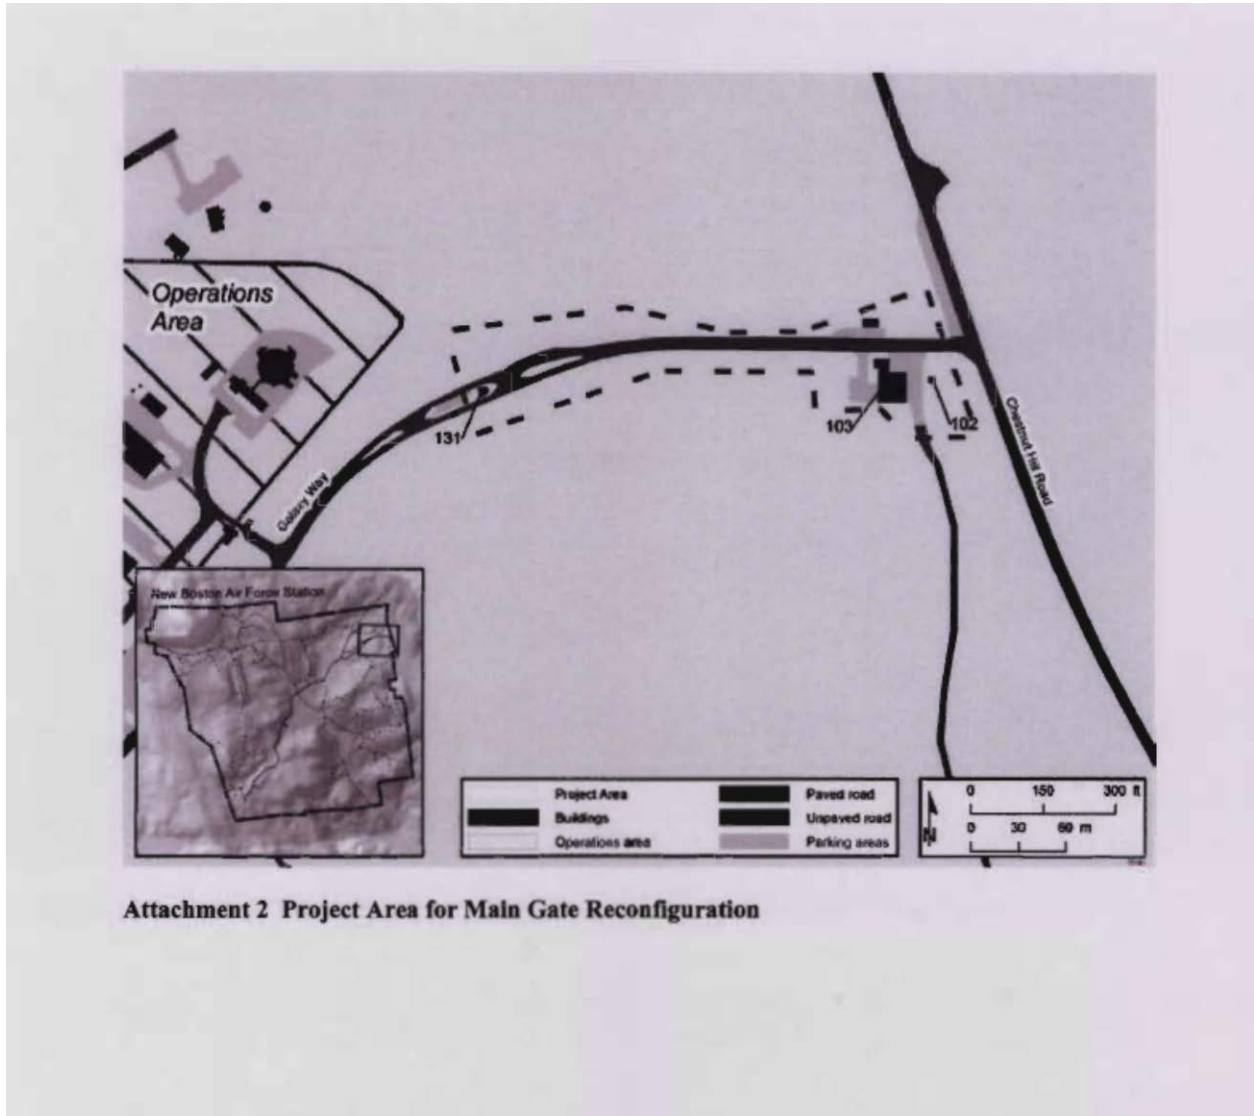 Operations
Area
131
103
102
Galaxy Way
Chestnut Hill Road
New Boston Air Force Station
Project Area
Buildings
Operations area
Paved road
Unpaved road
Parking areas
0 150 300 ft
0 30 60 m
N
Attachment 2 Project Area for Main Gate Reconfiguration